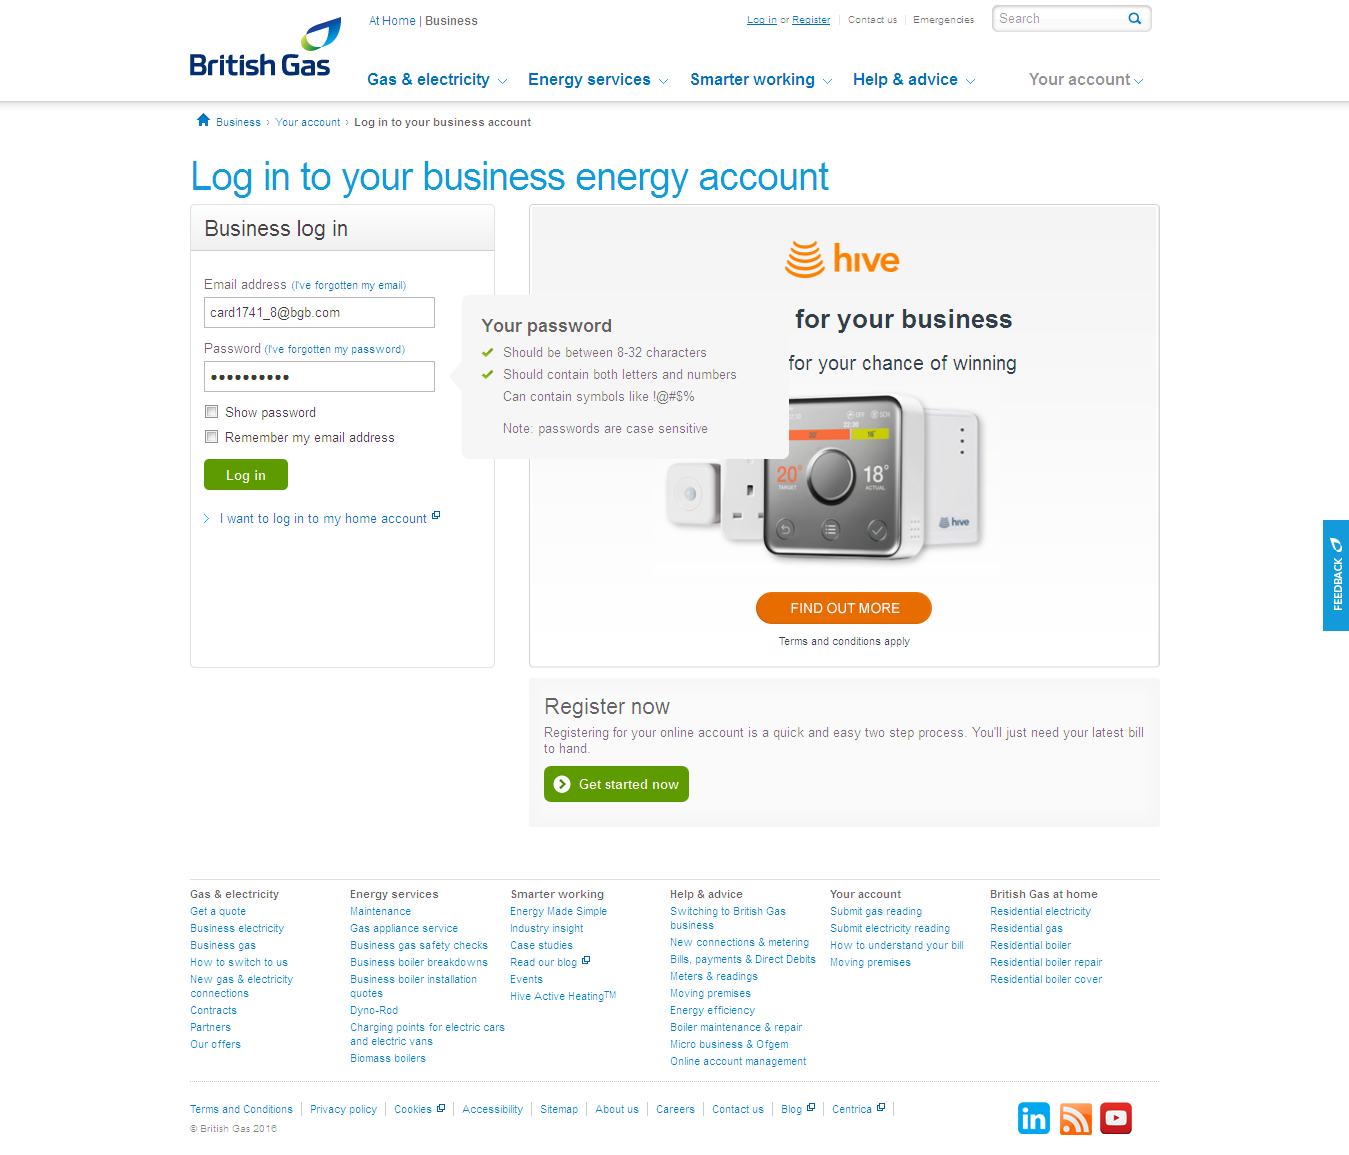 At Home | Business
Log in or Register
Contact us
Emergencies
Search
British Gas
Gas & electricity
Energy services
Smarter working
Help & advice
Your account
Business › Your account › Log in to your business account
Log in to your business energy account
Business log in
Email address (I've forgotten my email)
card1741_8@bgb.com
Password (I've forgotten my password)
••••••••••
Show password
Remember my email address
Log in
I want to log in to my home account
Your password
Should be between 8-32 characters
Should contain both letters and numbers
Can contain symbols like !@#$%
Note: passwords are case sensitive
hive
for your business
for your chance of winning
OFF
SCH
22:30
16°
20°
TARGET
18°
ACTUAL
hive
FIND OUT MORE
Terms and conditions apply
FEEDBACK
Register now
Registering for your online account is a quick and easy two step process. You'll just need your latest bill
to hand.
Get started now
Gas & electricity
Get a quote
Business electricity
Business gas
How to switch to us
New gas & electricity
connections
Contracts
Partners
Our offers
Energy services
Maintenance
Gas appliance service
Business gas safety checks
Business boiler breakdowns
Business boiler installation
quotes
Dyno-Rod
Charging points for electric cars
and electric vans
Biomass boilers
Smarter working
Energy Made Simple
Industry insight
Case studies
Read our blog
Events
Hive Active Heating™
Help & advice
Switching to British Gas
business
New connections & metering
Bills, payments & Direct Debits
Meters & readings
Moving premises
Energy efficiency
Boiler maintenance & repair
Micro business & Ofgem
Online account management
Your account
Submit gas reading
Submit electricity reading
How to understand your bill
Moving premises
British Gas at home
Residential electricity
Residential gas
Residential boiler
Residential boiler repair
Residential boiler cover
Terms and Conditions
Privacy policy
Cookies
Accessibility
Sitemap
About us
Careers
Contact us
Blog
Centrica
© British Gas 2016
in